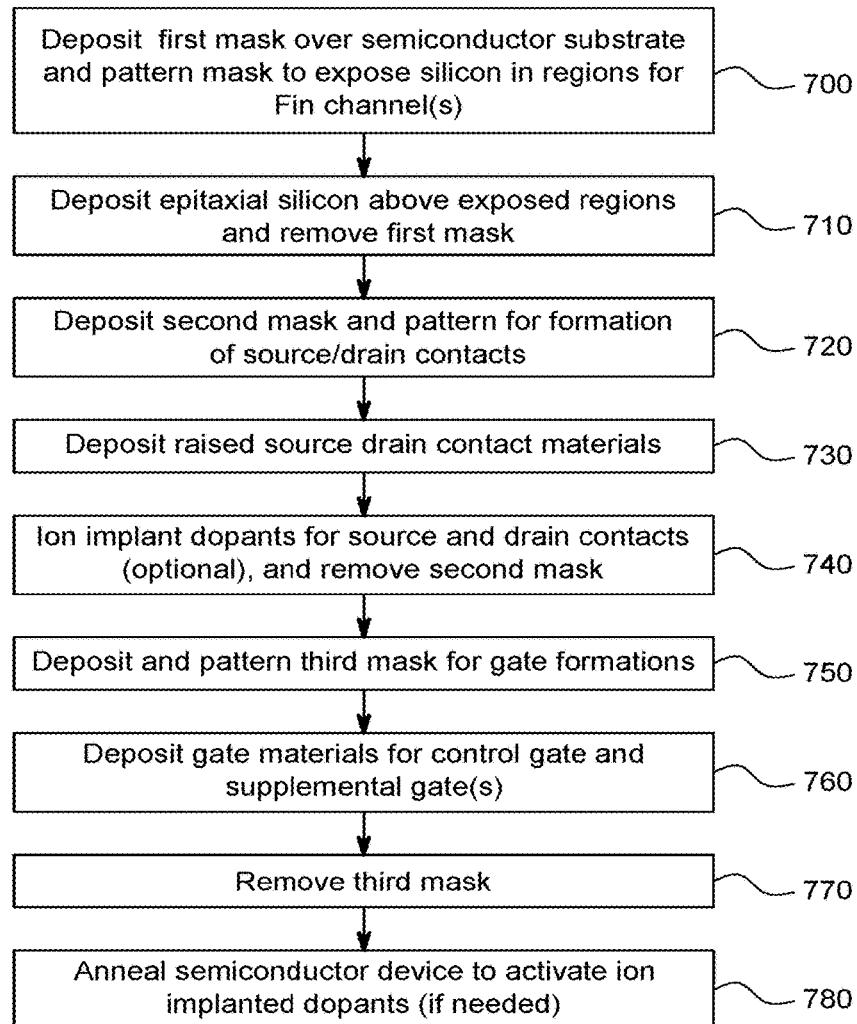 Deposit first mask over semiconductor substrate
and pattern mask to expose silicon in regions for
Fin channel(s)
700
Deposit epitaxial silicon above exposed regions
and remove first mask
710
Deposit second mask and pattern for formation
of source/drain contacts
720
Deposit raised source drain contact materials
730
Ion implant dopants for source and drain contacts
(optional), and remove second mask
740
Deposit and pattern third mask for gate formations
750
Deposit gate materials for control gate and
supplemental gate(s)
760
Remove third mask
770
Anneal semiconductor device to activate ion
implanted dopants (if needed)
780